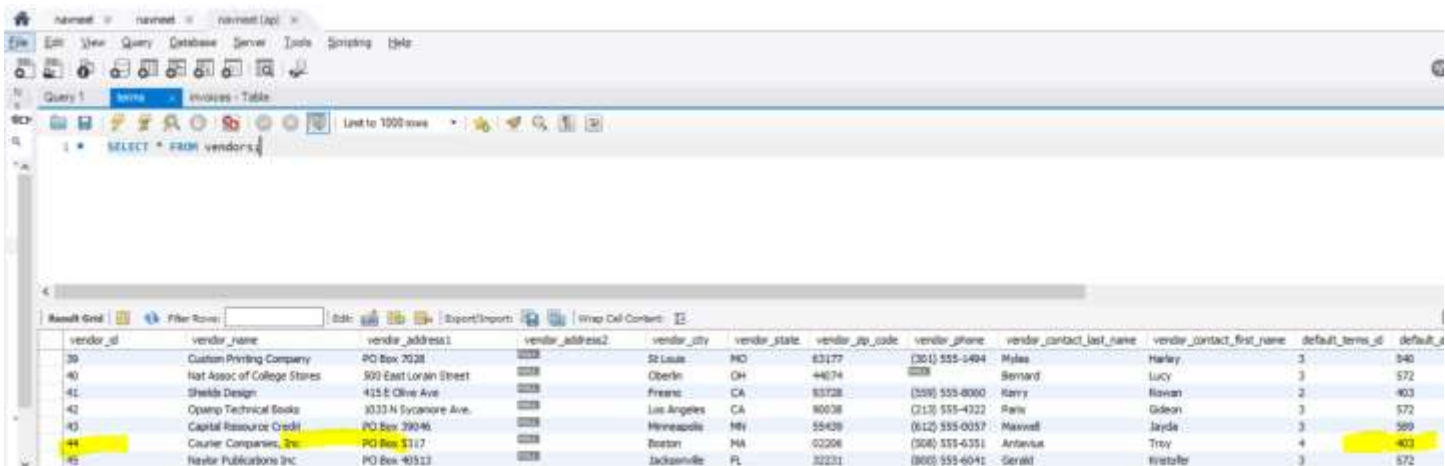 navneet navneet navneet (ap)
File Edit View Query Database Server Tools Scripting Help
Query 1 terms invoices - Table
Limit to 1000 rows
1 SELECT * FROM vendors;
Result Grid Filter Rows: Edit: Export/Import: Wrap Cell Content:
vendor_id vendor_name vendor_address1 vendor_address2 vendor_city vendor_state vendor_zip_code vendor_phone vendor_contact_last_name vendor_contact_first_name default_terms_id
39 Custom Printing Company PO Box 7028 NULL St Louis MO 63177 (301) 555-1494 Myles Harley 3 540
40 Nat Assoc of College Stores 500 East Lorain Street NULL Oberlin OH 44074 NULL Bernard Lucy 3 572
41 Shields Design 415 E Olive Ave NULL Fresno CA 93728 (559) 555-8060 Kerry Rowan 2 403
42 Opamp Technical Books 1033 N Sycamore Ave. NULL Los Angeles CA 90038 (213) 555-4322 Paris Gideon 3 572
43 Capital Resource Credit PO Box 39046 NULL Minneapolis MN 55439 (612) 555-0057 Maxwell Jayda 3 589
44 Courier Companies, Inc PO Box 5317 NULL Boston MA 02206 (508) 555-6351 Antavius Troy 4 403
45 Naylor Publications Inc PO Box 40513 NULL Jacksonville FL 32231 (800) 555-6041 Gerald Kristofer 3 572